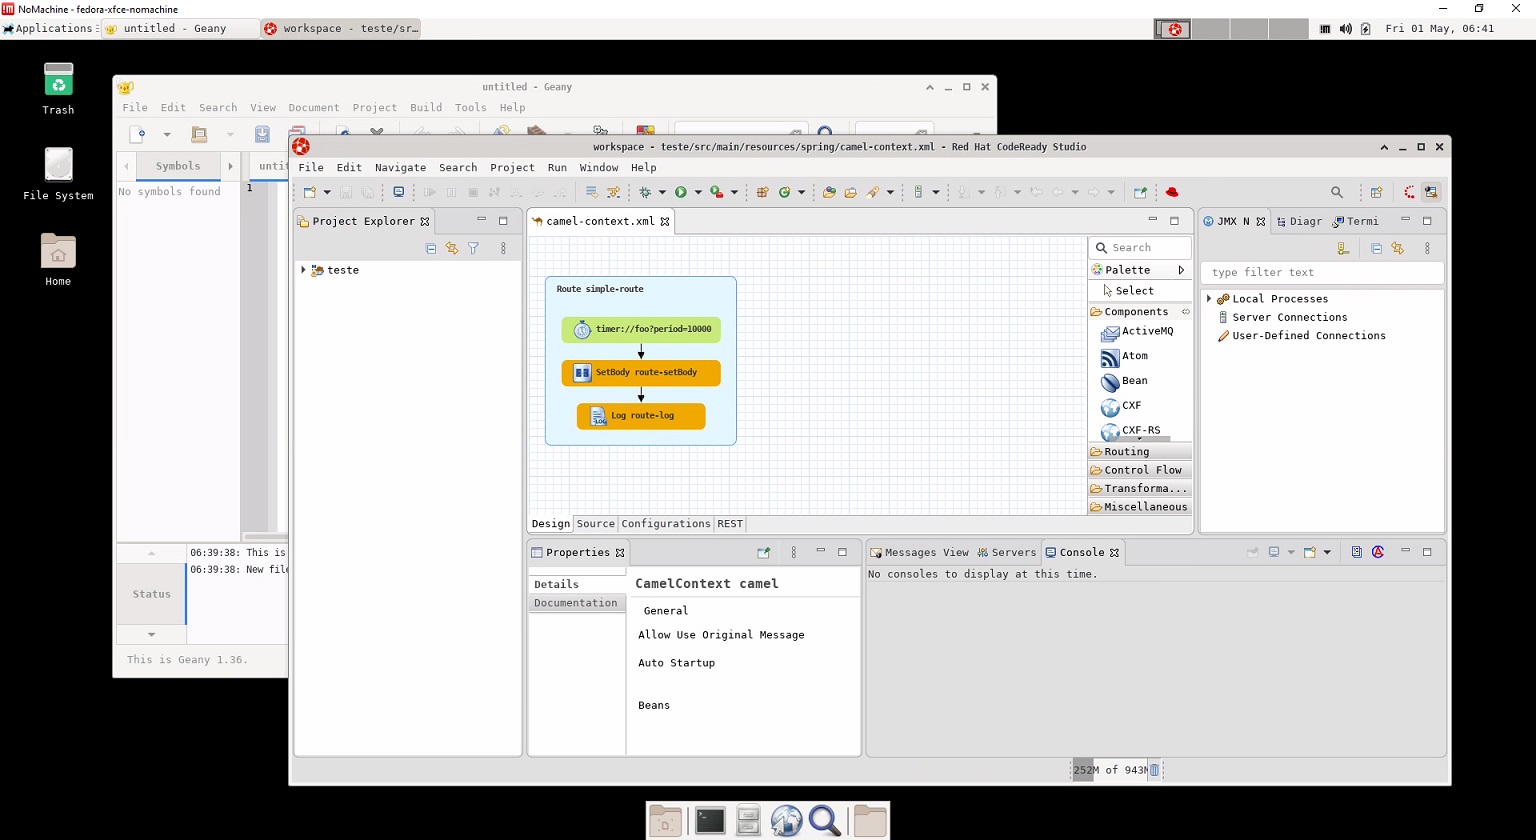 NoMachine - fedora-xfce-nomachine
Applications
untitled - Geany
workspace - teste/sr...
Fri 01 May, 06:41
Trash
File System
Home
untitled - Geany
File Edit Search View Document Project Build Tools Help
Symbols
No symbols found
1
06:39:38: This is
06:39:38: New file
Status
This is Geany 1.36.
workspace - teste/src/main/resources/spring/camel-context.xml - Red Hat CodeReady Studio
File Edit Navigate Search Project Run Window Help
Project Explorer
teste
camel-context.xml
Route simple-route
timer://foo?period=10000
SetBody route-setBody
Log route-log
LOG
Search
Palette
Select
Components
ActiveMQ
Atom
Bean
CXF
CXF-RS
Routing
Control Flow
Transforma...
Miscellaneous
Design Source Configurations REST
JMX N Diagr Termi
type filter text
Local Processes
Server Connections
User-Defined Connections
Properties
Details
Documentation
CamelContext camel
General
Allow Use Original Message
Auto Startup
Beans
Messages View Servers Console
No consoles to display at this time.
252M of 943M